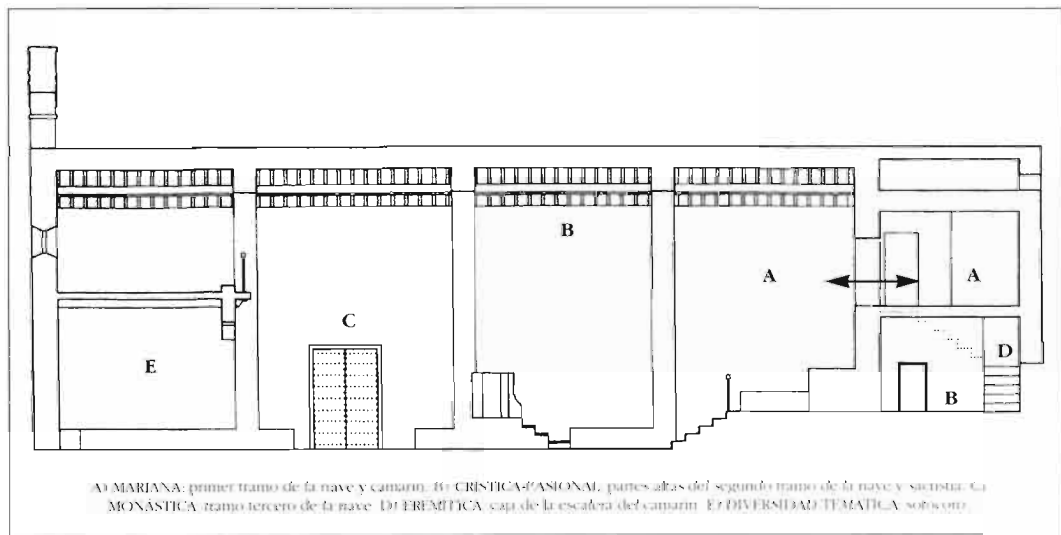 B
A
A
C
E
D
B
A) MARIANA: primer tramo de la nave y camarín. B) CRÍSTICA-PASIONAL: partes altas del segundo tramo de la nave y sacristía. C)
MONÁSTICA: tramo tercero de la nave. D) EREMÍTICA: caja de la escalera del camarín. E) DIVERSIDAD TEMÁTICA: sotocoro.